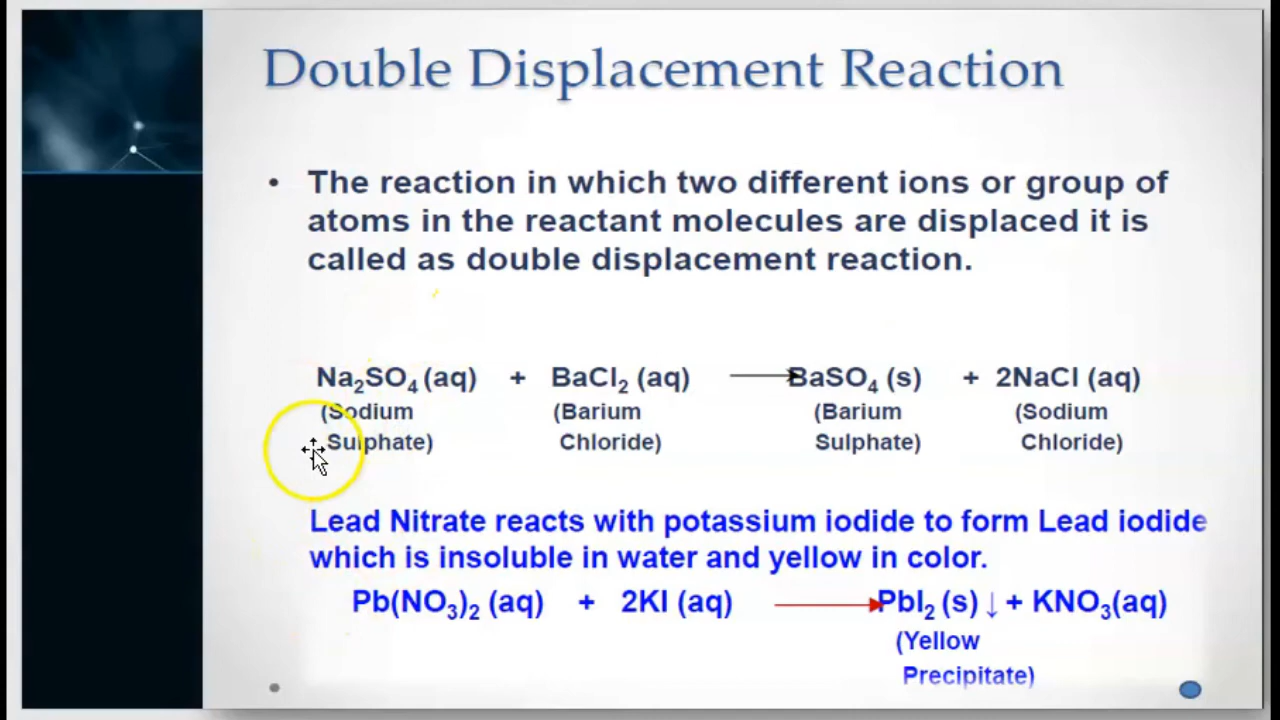 Double Displacement Reaction
• The reaction in which two different ions or group of
atoms in the reactant molecules are displaced it is
called as double displacement reaction.
Na₂SO₄ (aq) + BaCl₂ (aq) ⟶ BaSO₄ (s) + 2NaCl (aq)
(Sodium (Barium (Barium (Sodium
Sulphate) Chloride) Sulphate) Chloride)
Lead Nitrate reacts with potassium iodide to form Lead iodide
which is insoluble in water and yellow in color.
Pb(NO₃)₂ (aq) + 2KI (aq) ⟶ PbI₂ (s) ↓ + KNO₃(aq)
(Yellow
Precipitate)